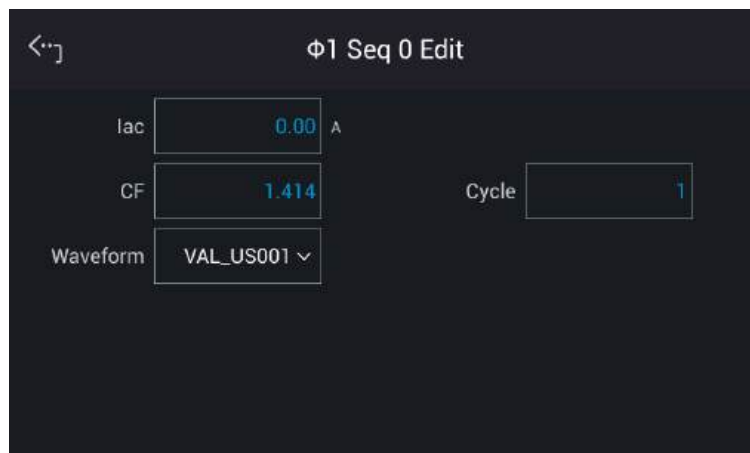 Φ1 Seq 0 Edit
Iac 0.00 A
CF 1.414 Cycle 1
Waveform VAL_US001